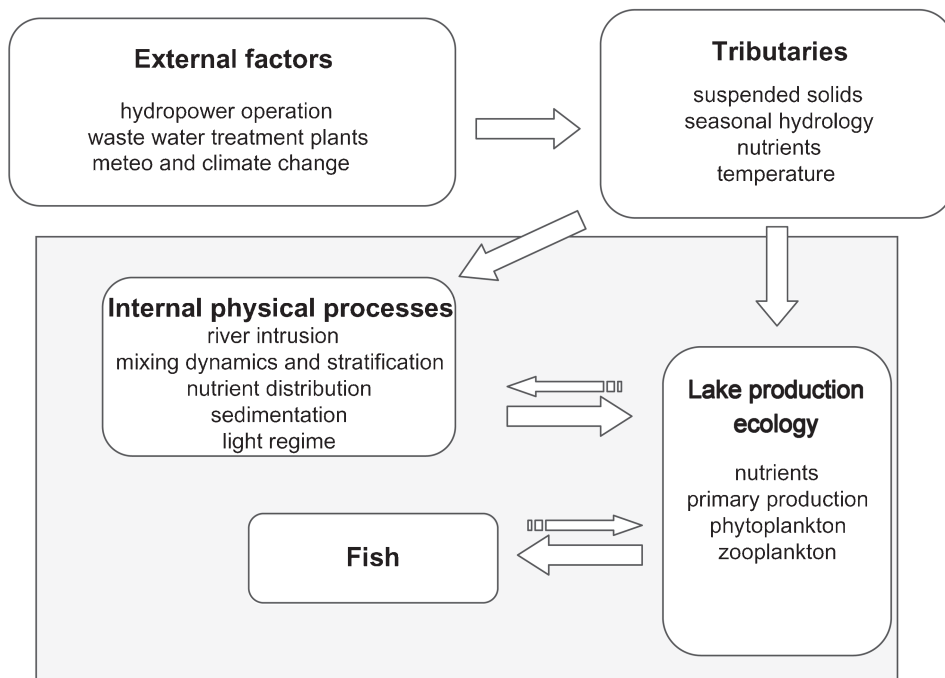 External factors
hydropower operation
waste water treatment plants
meteo and climate change
Tributaries
suspended solids
seasonal hydrology
nutrients
temperature
Internal physical processes
river intrusion
mixing dynamics and stratification
nutrient distribution
sedimentation
light regime
Lake production
ecology
nutrients
primary production
phytoplankton
zooplankton
Fish